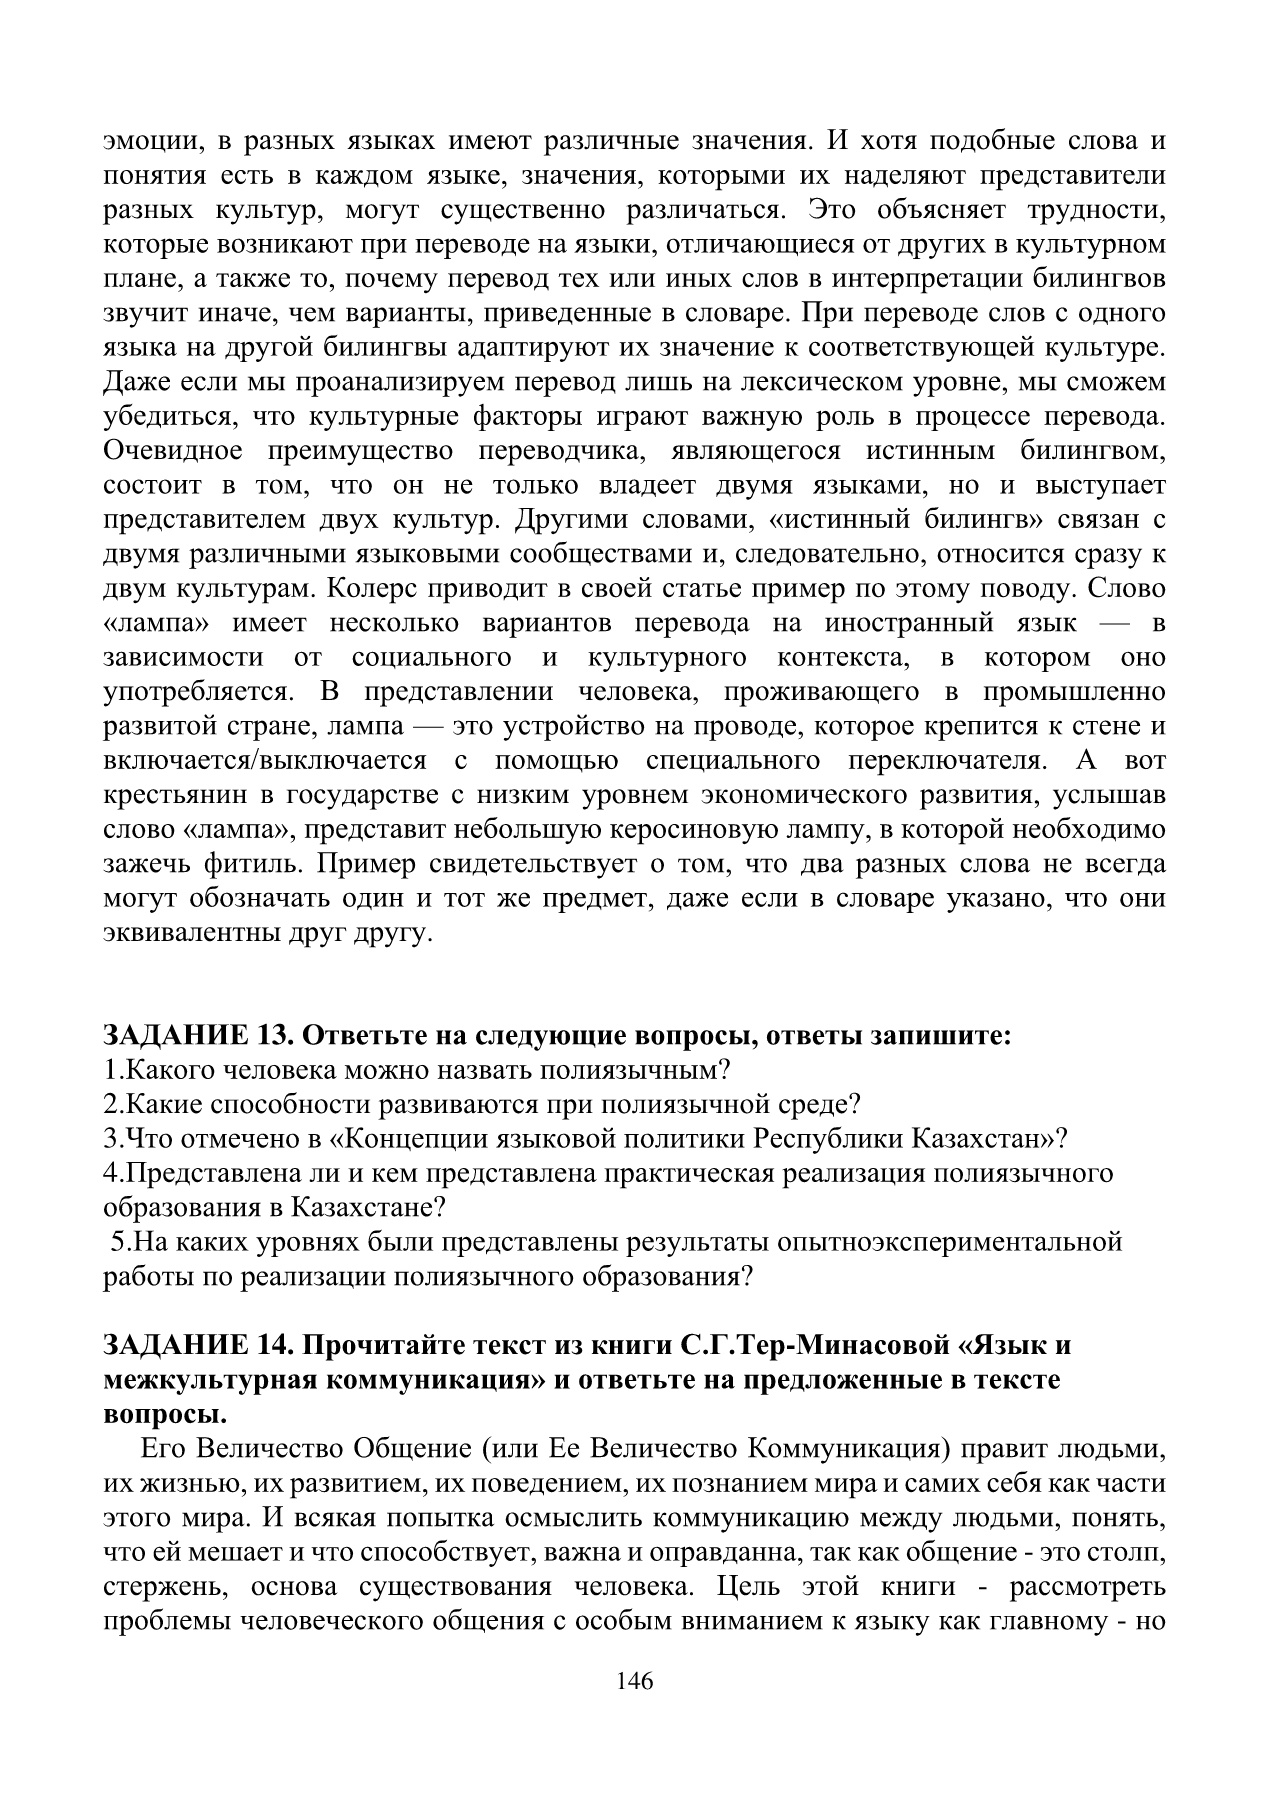 эмоции, в разных языках имеют различные значения. И хотя подобные слова и
понятия есть в каждом языке, значения, которыми их наделяют представители
разных культур, могут существенно различаться. Это объясняет трудности,
которые возникают при переводе на языки, отличающиеся от других в культурном
плане, а также то, почему перевод тех или иных слов в интерпретации билингвов
звучит иначе, чем варианты, приведенные в словаре. При переводе слов с одного
языка на другой билингвы адаптируют их значение к соответствующей культуре.
Даже если мы проанализируем перевод лишь на лексическом уровне, мы сможем
убедиться, что культурные факторы играют важную роль в процессе перевода.
Очевидное преимущество переводчика, являющегося истинным билингвом,
состоит в том, что он не только владеет двумя языками, но и выступает
представителем двух культур. Другими словами, «истинный билингв» связан с
двумя различными языковыми сообществами и, следовательно, относится сразу к
двум культурам. Колерс приводит в своей статье пример по этому поводу. Слово
«лампа» имеет несколько вариантов перевода на иностранный язык — в
зависимости от социального и культурного контекста, в котором оно
употребляется. В представлении человека, проживающего в промышленно
развитой стране, лампа — это устройство на проводе, которое крепится к стене и
включается/выключается с помощью специального переключателя. А вот
крестьянин в государстве с низким уровнем экономического развития, услышав
слово «лампа», представит небольшую керосиновую лампу, в которой необходимо
зажечь фитиль. Пример свидетельствует о том, что два разных слова не всегда
могут обозначать один и тот же предмет, даже если в словаре указано, что они
эквивалентны друг другу.
ЗАДАНИЕ 13. Ответьте на следующие вопросы, ответы запишите:
1.Какого человека можно назвать полиязычным?
2.Какие способности развиваются при полиязычной среде?
3.Что отмечено в «Концепции языковой политики Республики Казахстан»?
4.Представлена ли и кем представлена практическая реализация полиязычного
образования в Казахстане?
5.На каких уровнях были представлены результаты опытноэкспериментальной
работы по реализации полиязычного образования?
ЗАДАНИЕ 14. Прочитайте текст из книги С.Г.Тер-Минасовой «Язык и
межкультурная коммуникация» и ответьте на предложенные в тексте
вопросы.
Его Величество Общение (или Ее Величество Коммуникация) правит людьми,
их жизнью, их развитием, их поведением, их познанием мира и самих себя как части
этого мира. И всякая попытка осмыслить коммуникацию между людьми, понять,
что ей мешает и что способствует, важна и оправданна, так как общение - это столп,
стержень, основа существования человека. Цель этой книги - рассмотреть
проблемы человеческого общения с особым вниманием к языку как главному - но
146